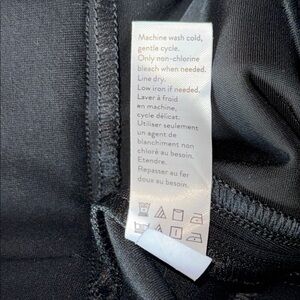 Machine wash cold,
gentle cycle.
Only non-chlorine
bleach when needed.
Line dry.
Low iron if needed.
Laver à froid
en machine,
cycle délicat.
Utiliser seulement
un agent de
blanchiment non
chloré au besoin.
Étendre.
Repasser au fer
doux au besoin.